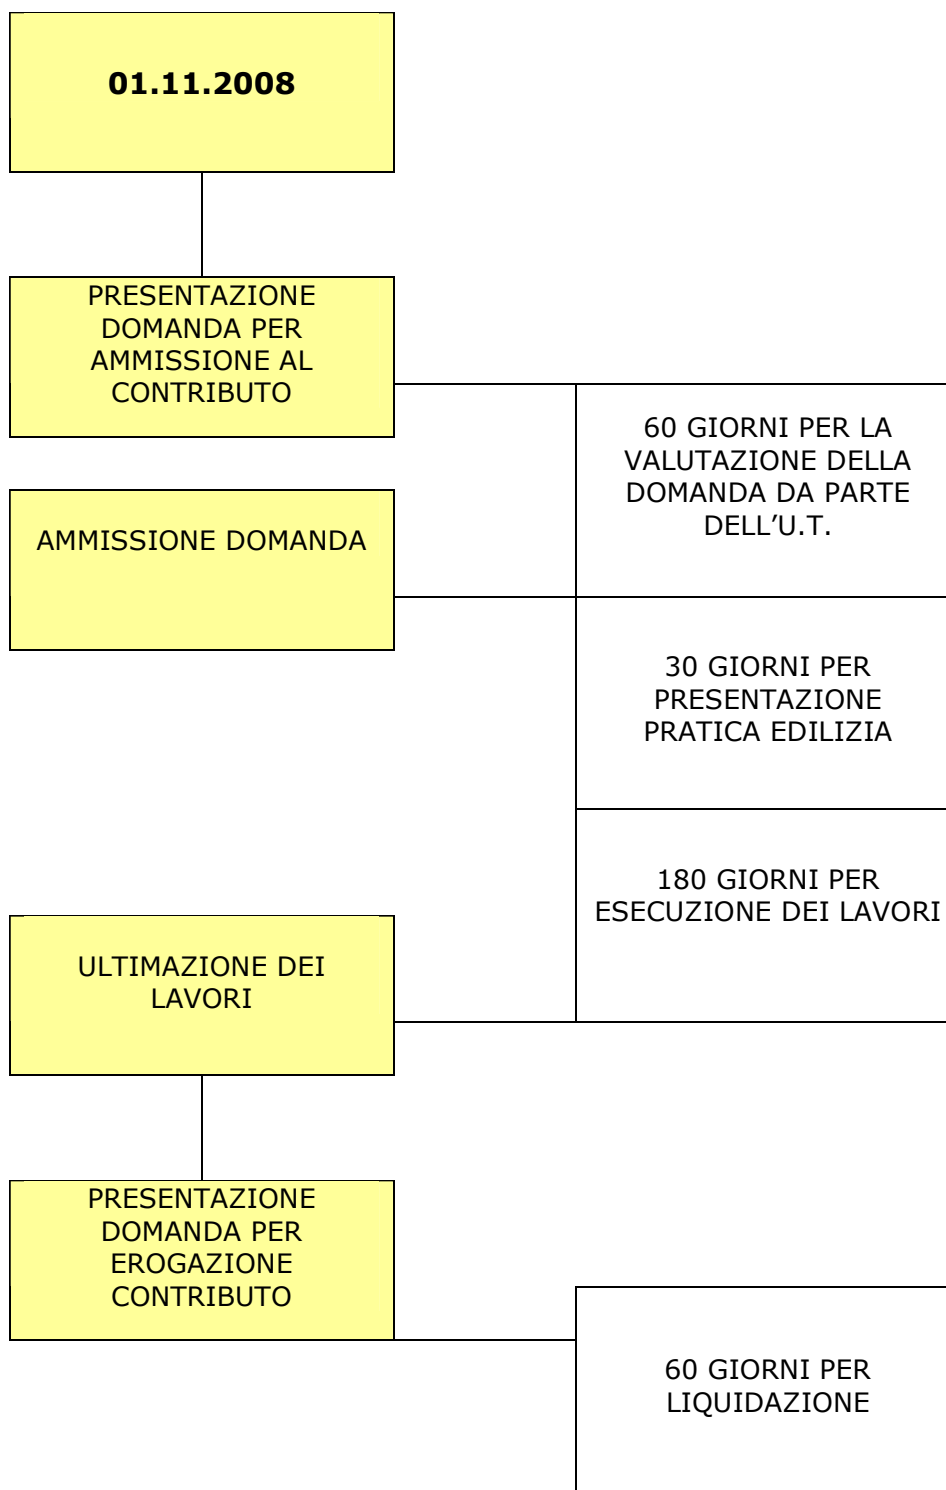 01.11.2008
PRESENTAZIONE
DOMANDA PER
AMMISSIONE AL
CONTRIBUTO
60 GIORNI PER LA
VALUTAZIONE DELLA
DOMANDA DA PARTE
DELL’U.T.
AMMISSIONE DOMANDA
30 GIORNI PER
PRESENTAZIONE
PRATICA EDILIZIA
180 GIORNI PER
ESECUZIONE DEI LAVORI
ULTIMAZIONE DEI
LAVORI
PRESENTAZIONE
DOMANDA PER
EROGAZIONE
CONTRIBUTO
60 GIORNI PER
LIQUIDAZIONE